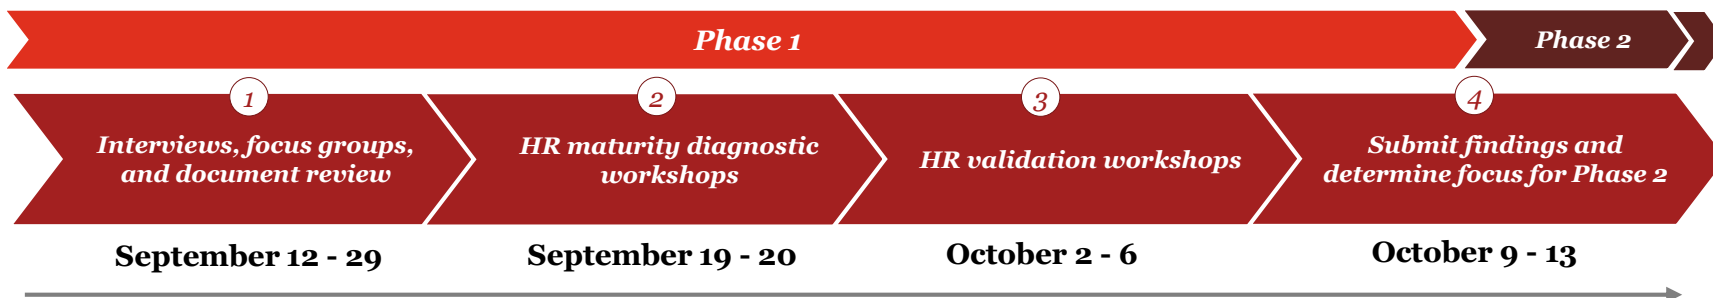 Phase 1
Phase 2
1
2
3
4
Interviews, focus groups,
and document review
HR maturity diagnostic
workshops
HR validation workshops
Submit findings and
determine focus for Phase 2
September 12 - 29
September 19 - 20
October 2 - 6
October 9 - 13